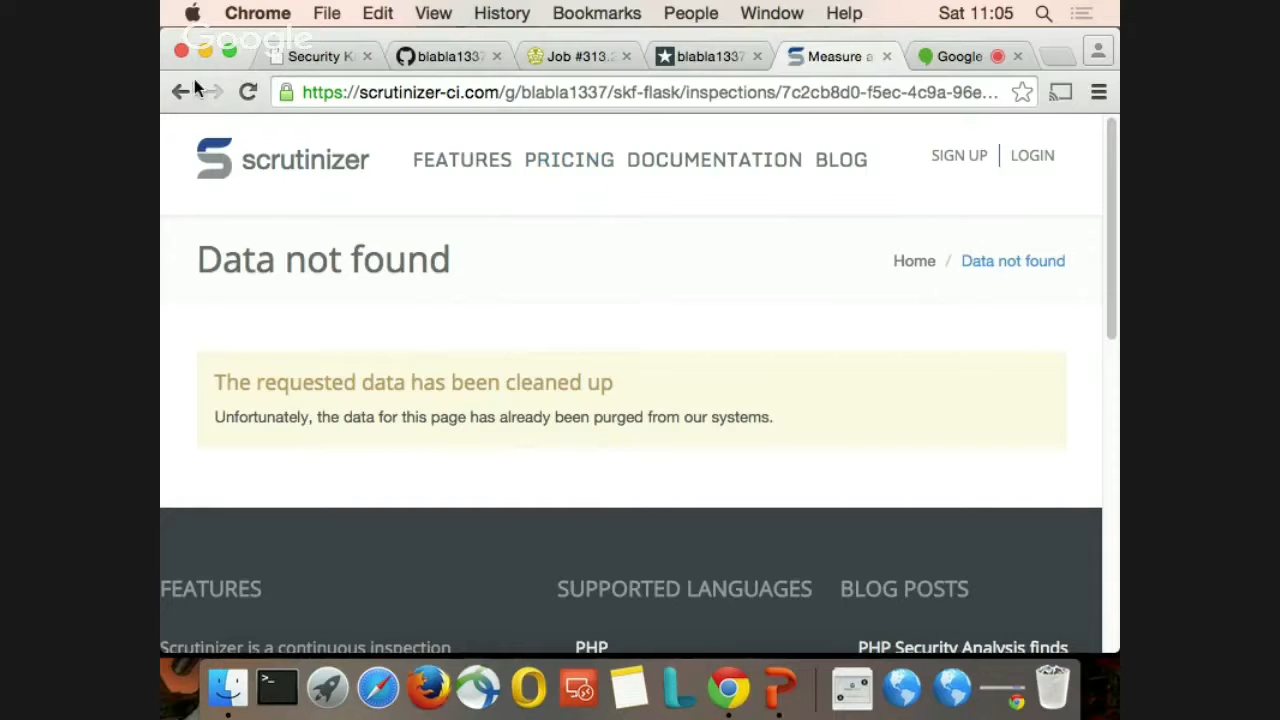 Chrome File Edit View History Bookmarks People Window Help Sat 11:05
Google
Security K blabla1337 Job #313. blabla1337 Measure a Google
https://scrutinizer-ci.com/g/blabla1337/skf-flask/inspections/7c2cb8d0-f5ec-4c9a-96e...
scrutinizer FEATURES PRICING DOCUMENTATION BLOG SIGN UP LOGIN
Data not found Home / Data not found
The requested data has been cleaned up
Unfortunately, the data for this page has already been purged from our systems.
FEATURES SUPPORTED LANGUAGES BLOG POSTS
Scrutinizer is a continuous inspection PHP PHP Security Analysis finds